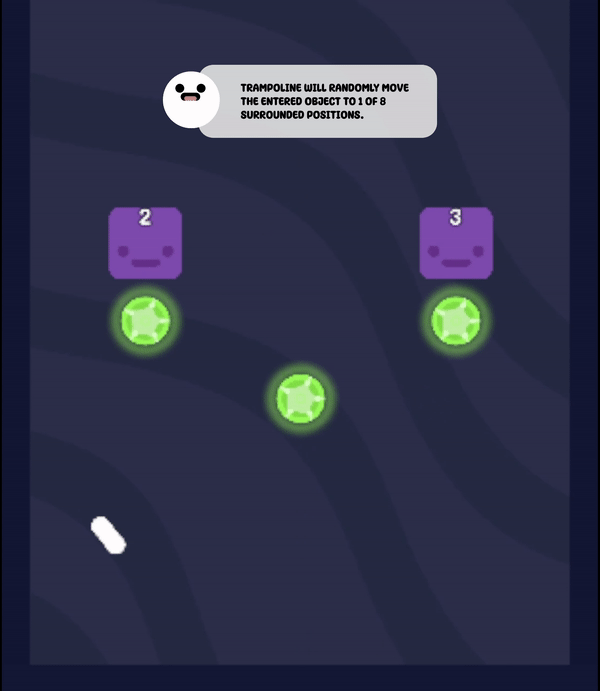 TRAMPOLINE WILL RANDOMLY MOVE
THE ENTERED OBJECT TO 1 OF 8
SURROUNDED POSITIONS.
2
3